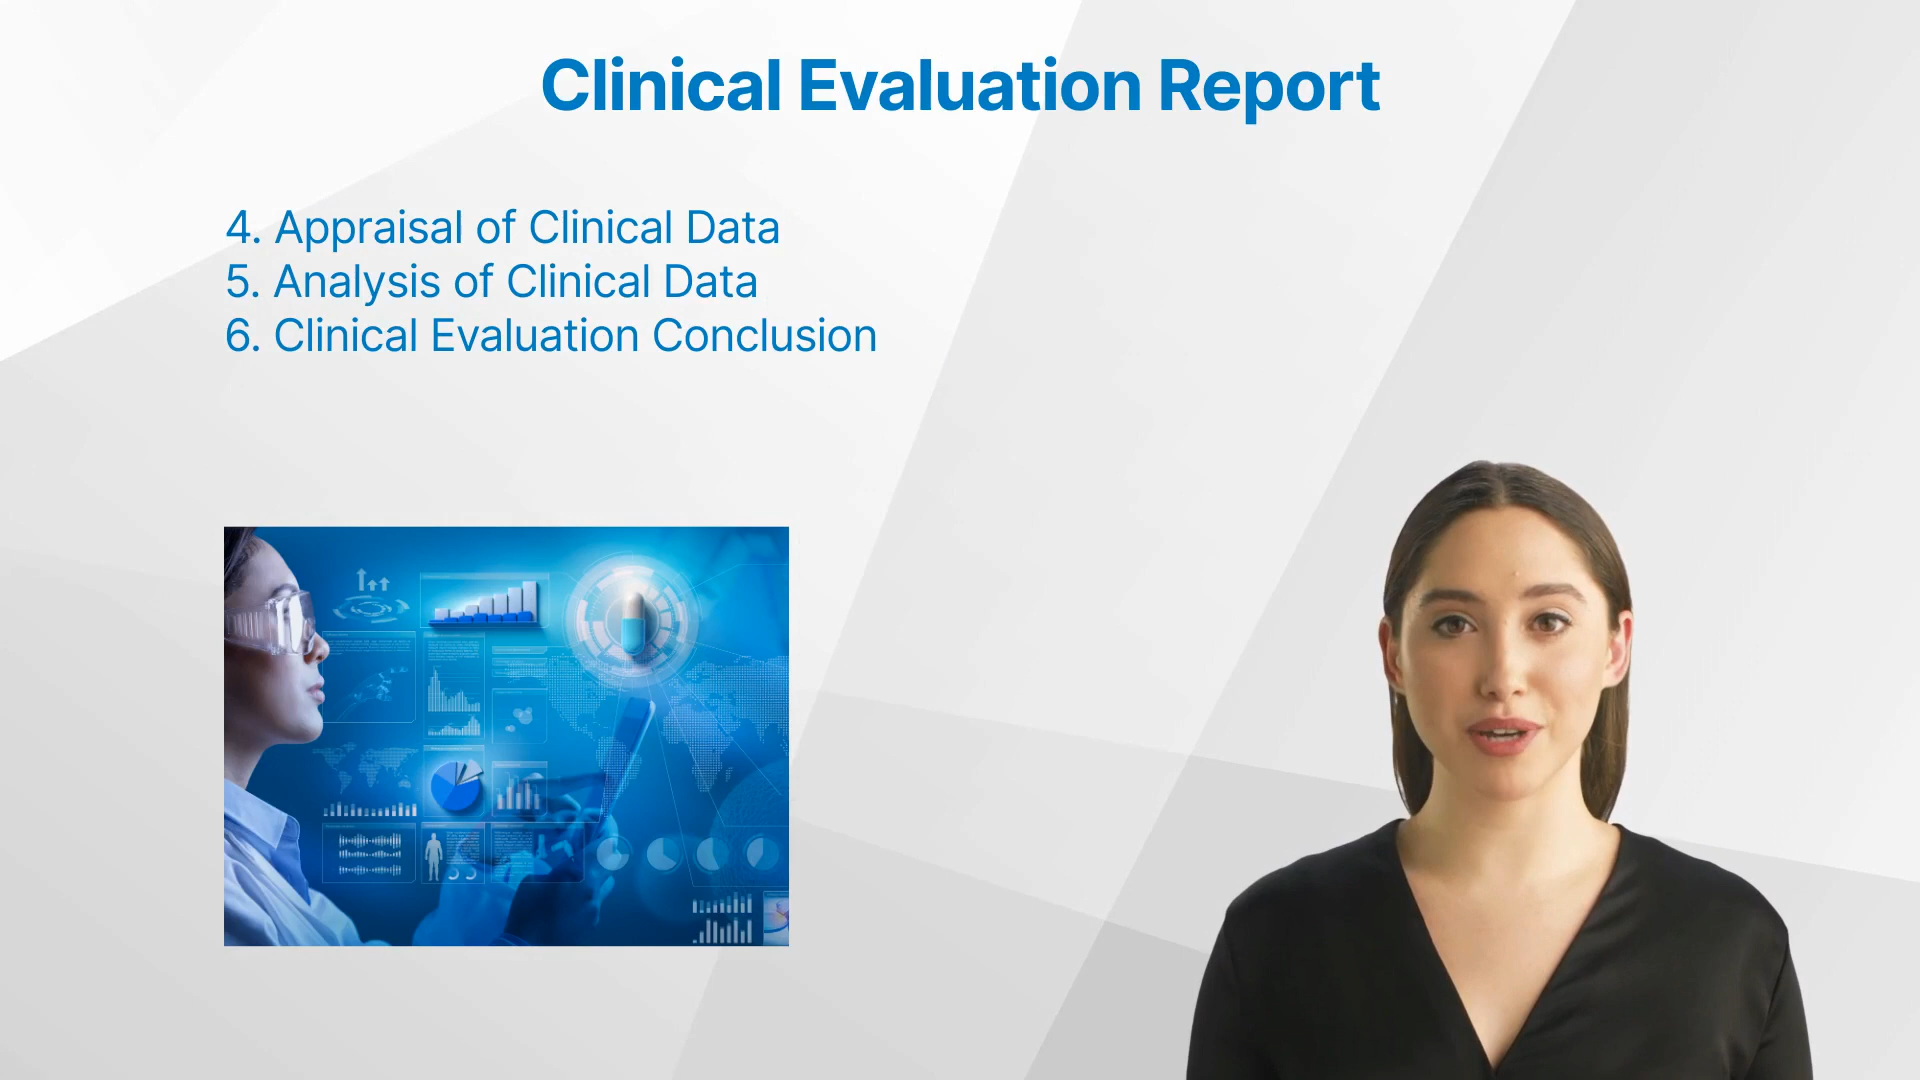 Clinical Evaluation Report
4. Appraisal of Clinical Data
5. Analysis of Clinical Data
6. Clinical Evaluation Conclusion